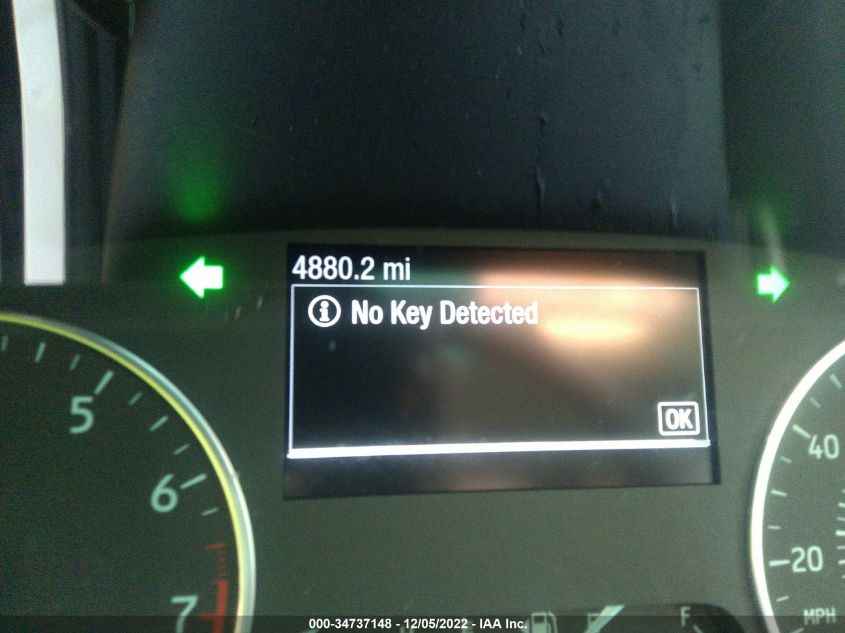 4880.2 mi
No Key Detected
OK
5
6
7
40
20
MPH
F
000-34737148 - 12/05/2022 - IAA Inc.